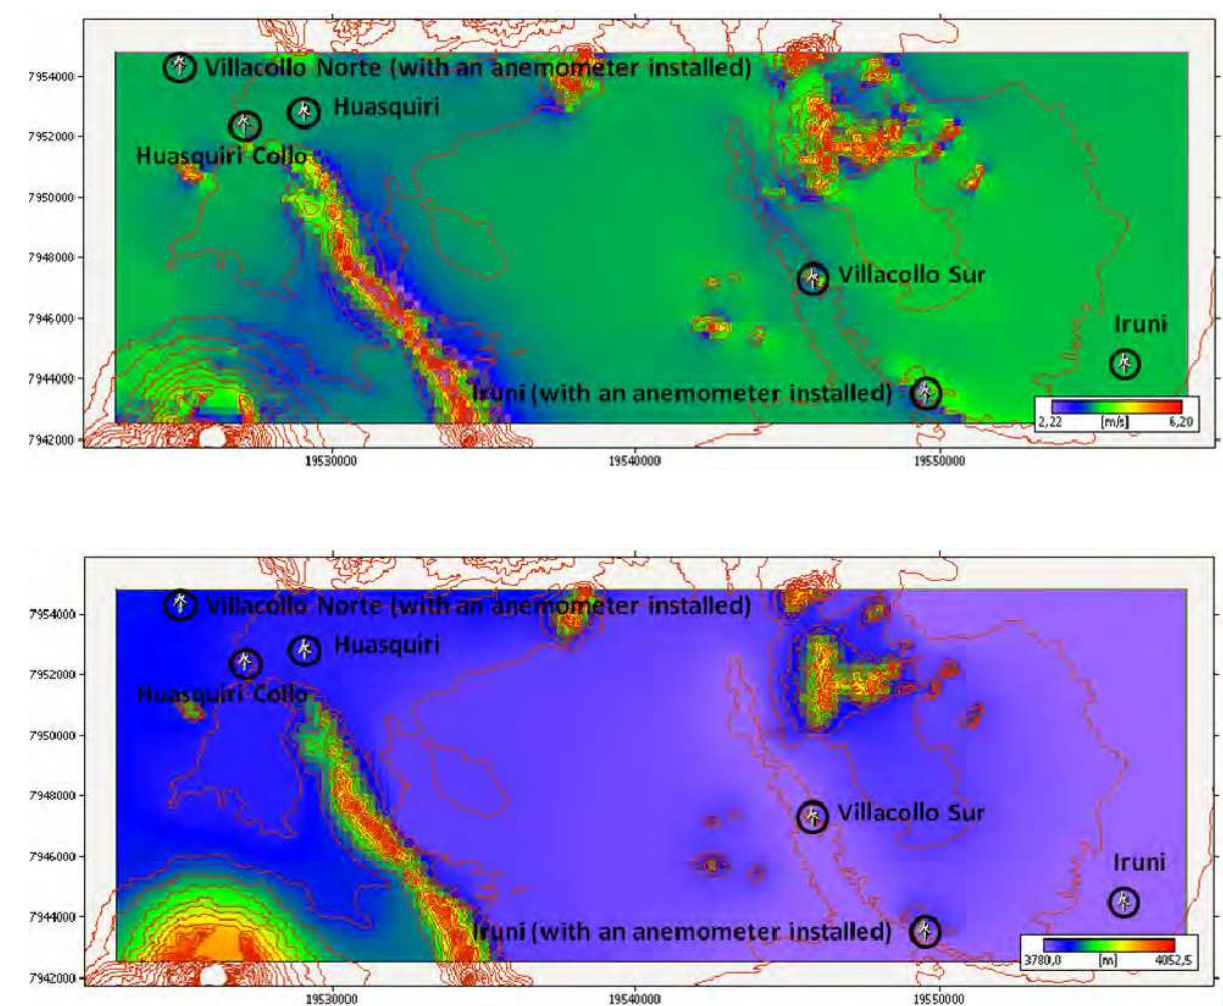 7954000
Villacollo Norte (with an anemometer installed)
Huasquiri
7952000
Huasquiri Collo
7950000
7948000
Villacollo Sur
7946000
Iruni
7944000
Iruni (with an anemometer installed)
2,22 [m/s] 6,20
7942000
19530000 19540000 19550000
7954000
Villacollo Norte (with an anemometer installed)
Huasquiri
7952000
Huasquiri Collo
7950000
7948000
Villacollo Sur
7946000
Iruni
7944000
Iruni (with an anemometer installed)
3780,0 [m] 4052,5
7942000
19530000 19540000 19550000